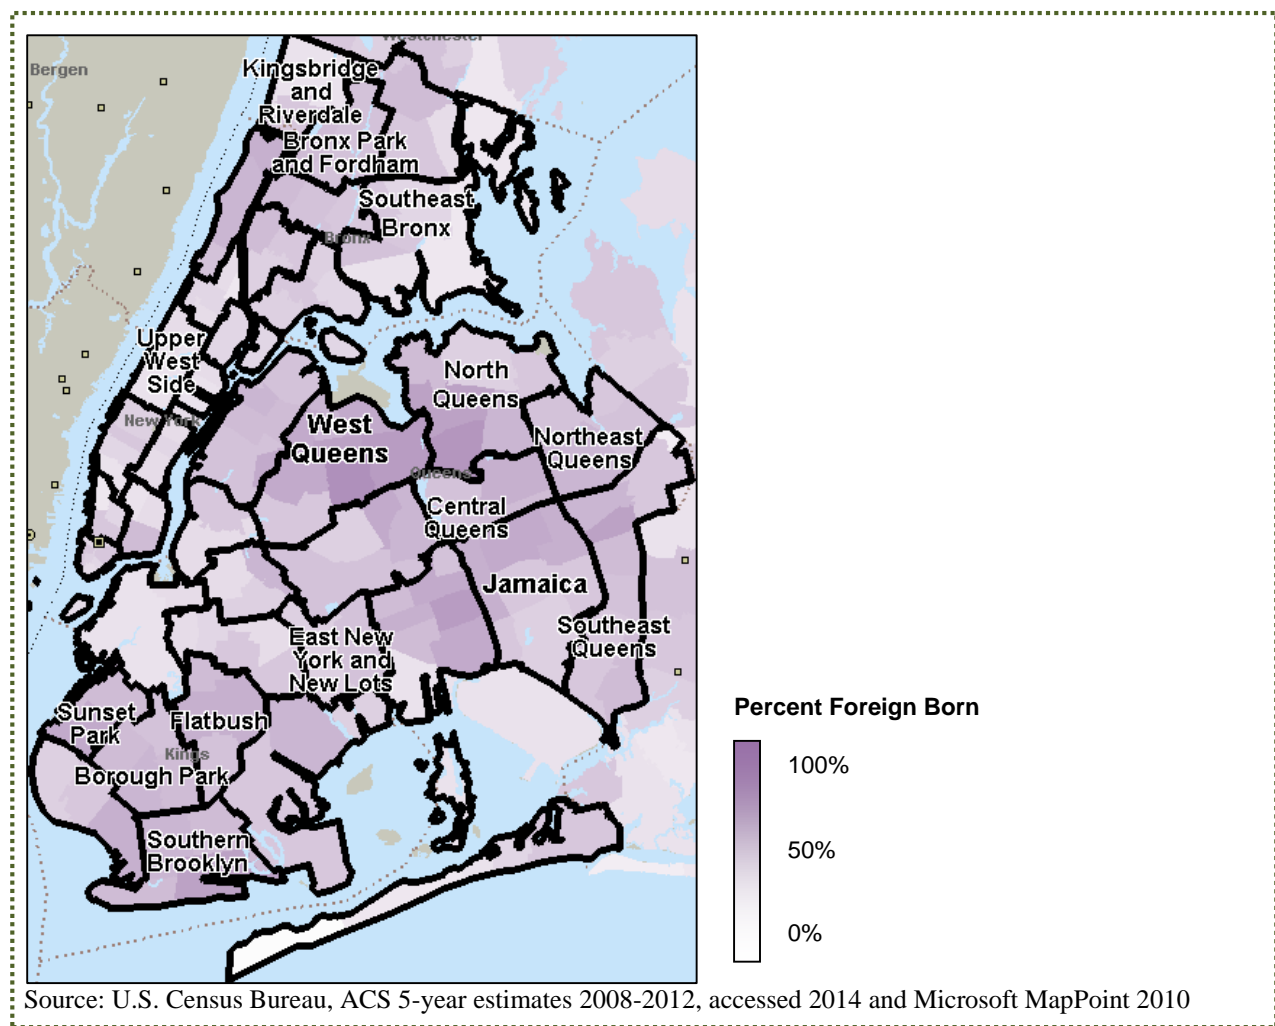 Westchester
Bergen
Kingsbridge
and
Riverdale
Bronx Park
and Fordham
Southeast
Bronx
Bronx
Upper
West
Side
New York
North
Queens
West
Queens
Northeast
Queens
Queens
Central
Queens
Jamaica
Southeast
Queens
East New
York and
New Lots
Sunset
Park
Flatbush
Kings
Borough Park
Southern
Brooklyn
Percent Foreign Born
100%
50%
0%
Source: U.S. Census Bureau, ACS 5-year estimates 2008-2012, accessed 2014 and Microsoft MapPoint 2010